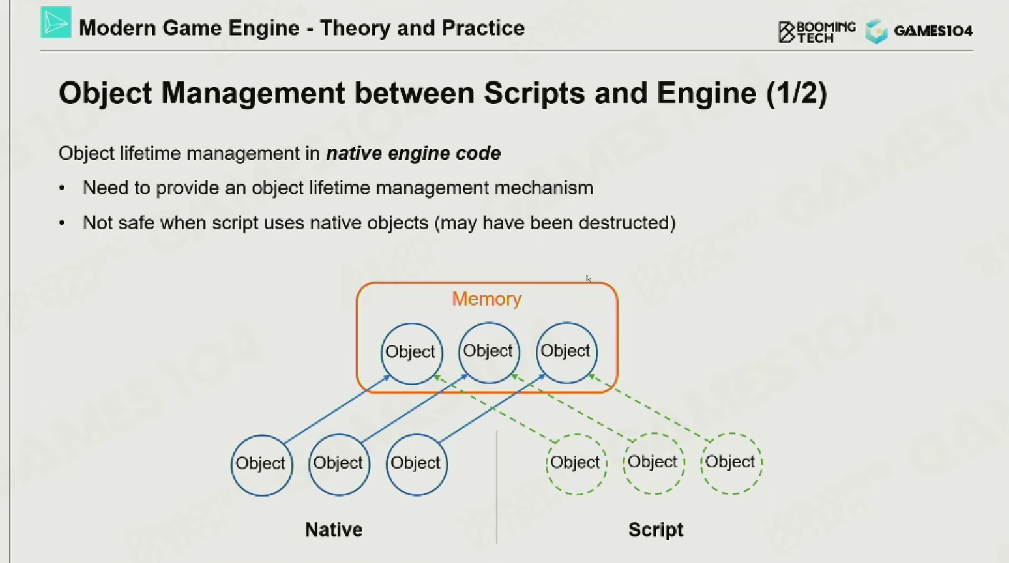 Modern Game Engine - Theory and Practice
BOOMING TECH
GAMES104
Object Management between Scripts and Engine (1/2)
Object lifetime management in native engine code
• Need to provide an object lifetime management mechanism
• Not safe when script uses native objects (may have been destructed)
Memory
Object Object Object
Object Object Object Object Object Object
Native Script